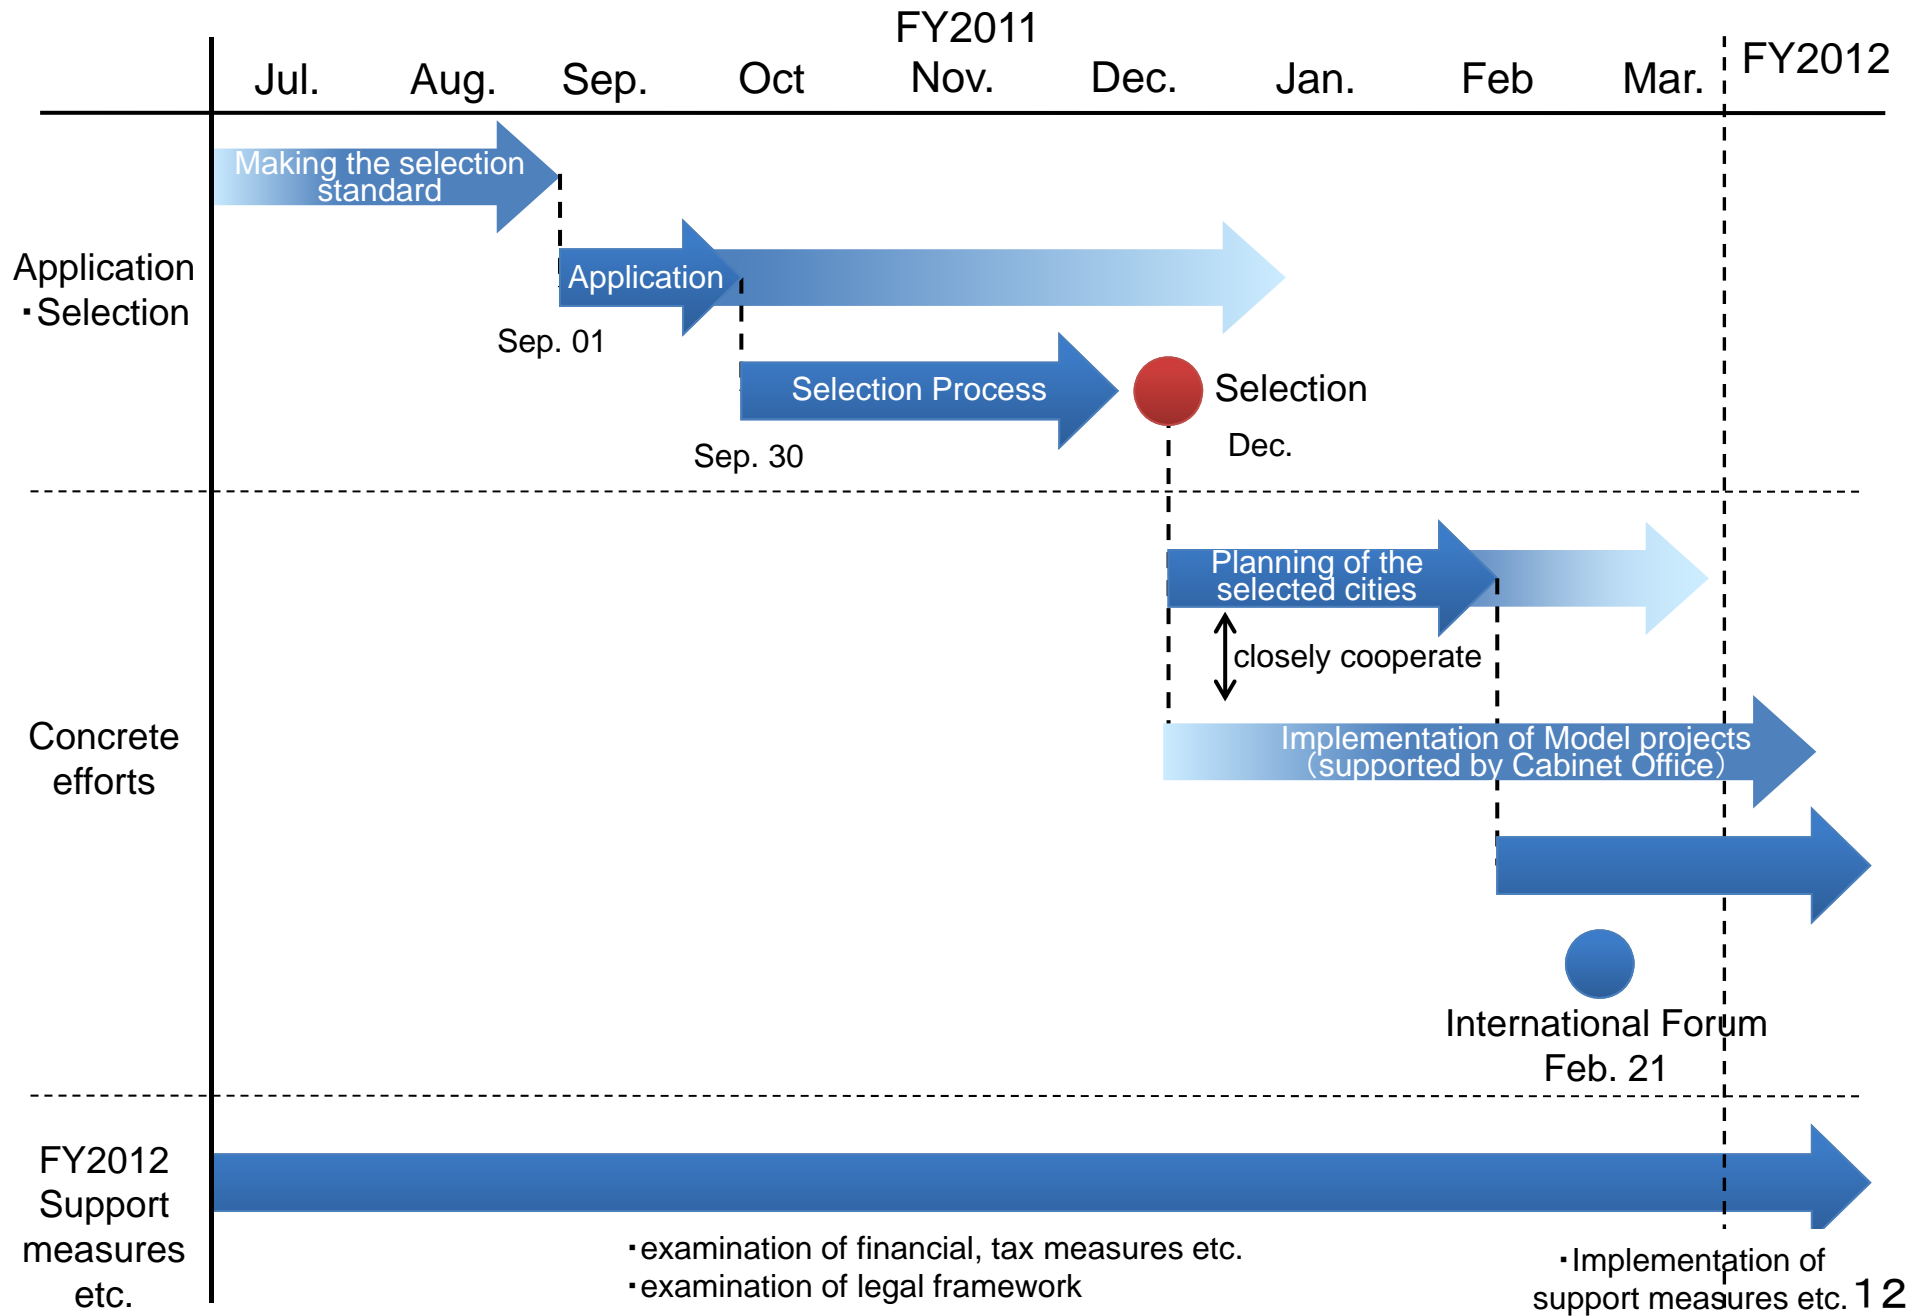 FY2011
FY2012
Jul.
Aug.
Sep.
Oct
Nov.
Dec.
Jan.
Feb
Mar.
Making the selection
standard
Application
・Selection
Application
Sep. 01
Selection Process
Selection
Sep. 30
Dec.
Planning of the
selected cities
closely cooperate
Concrete
efforts
Implementation of Model projects
（supported by Cabinet Office）
International Forum
Feb. 21
FY2012
Support
measures
etc.
・examination of financial, tax measures etc.
・examination of legal framework
・Implementation of
support measures etc.
12